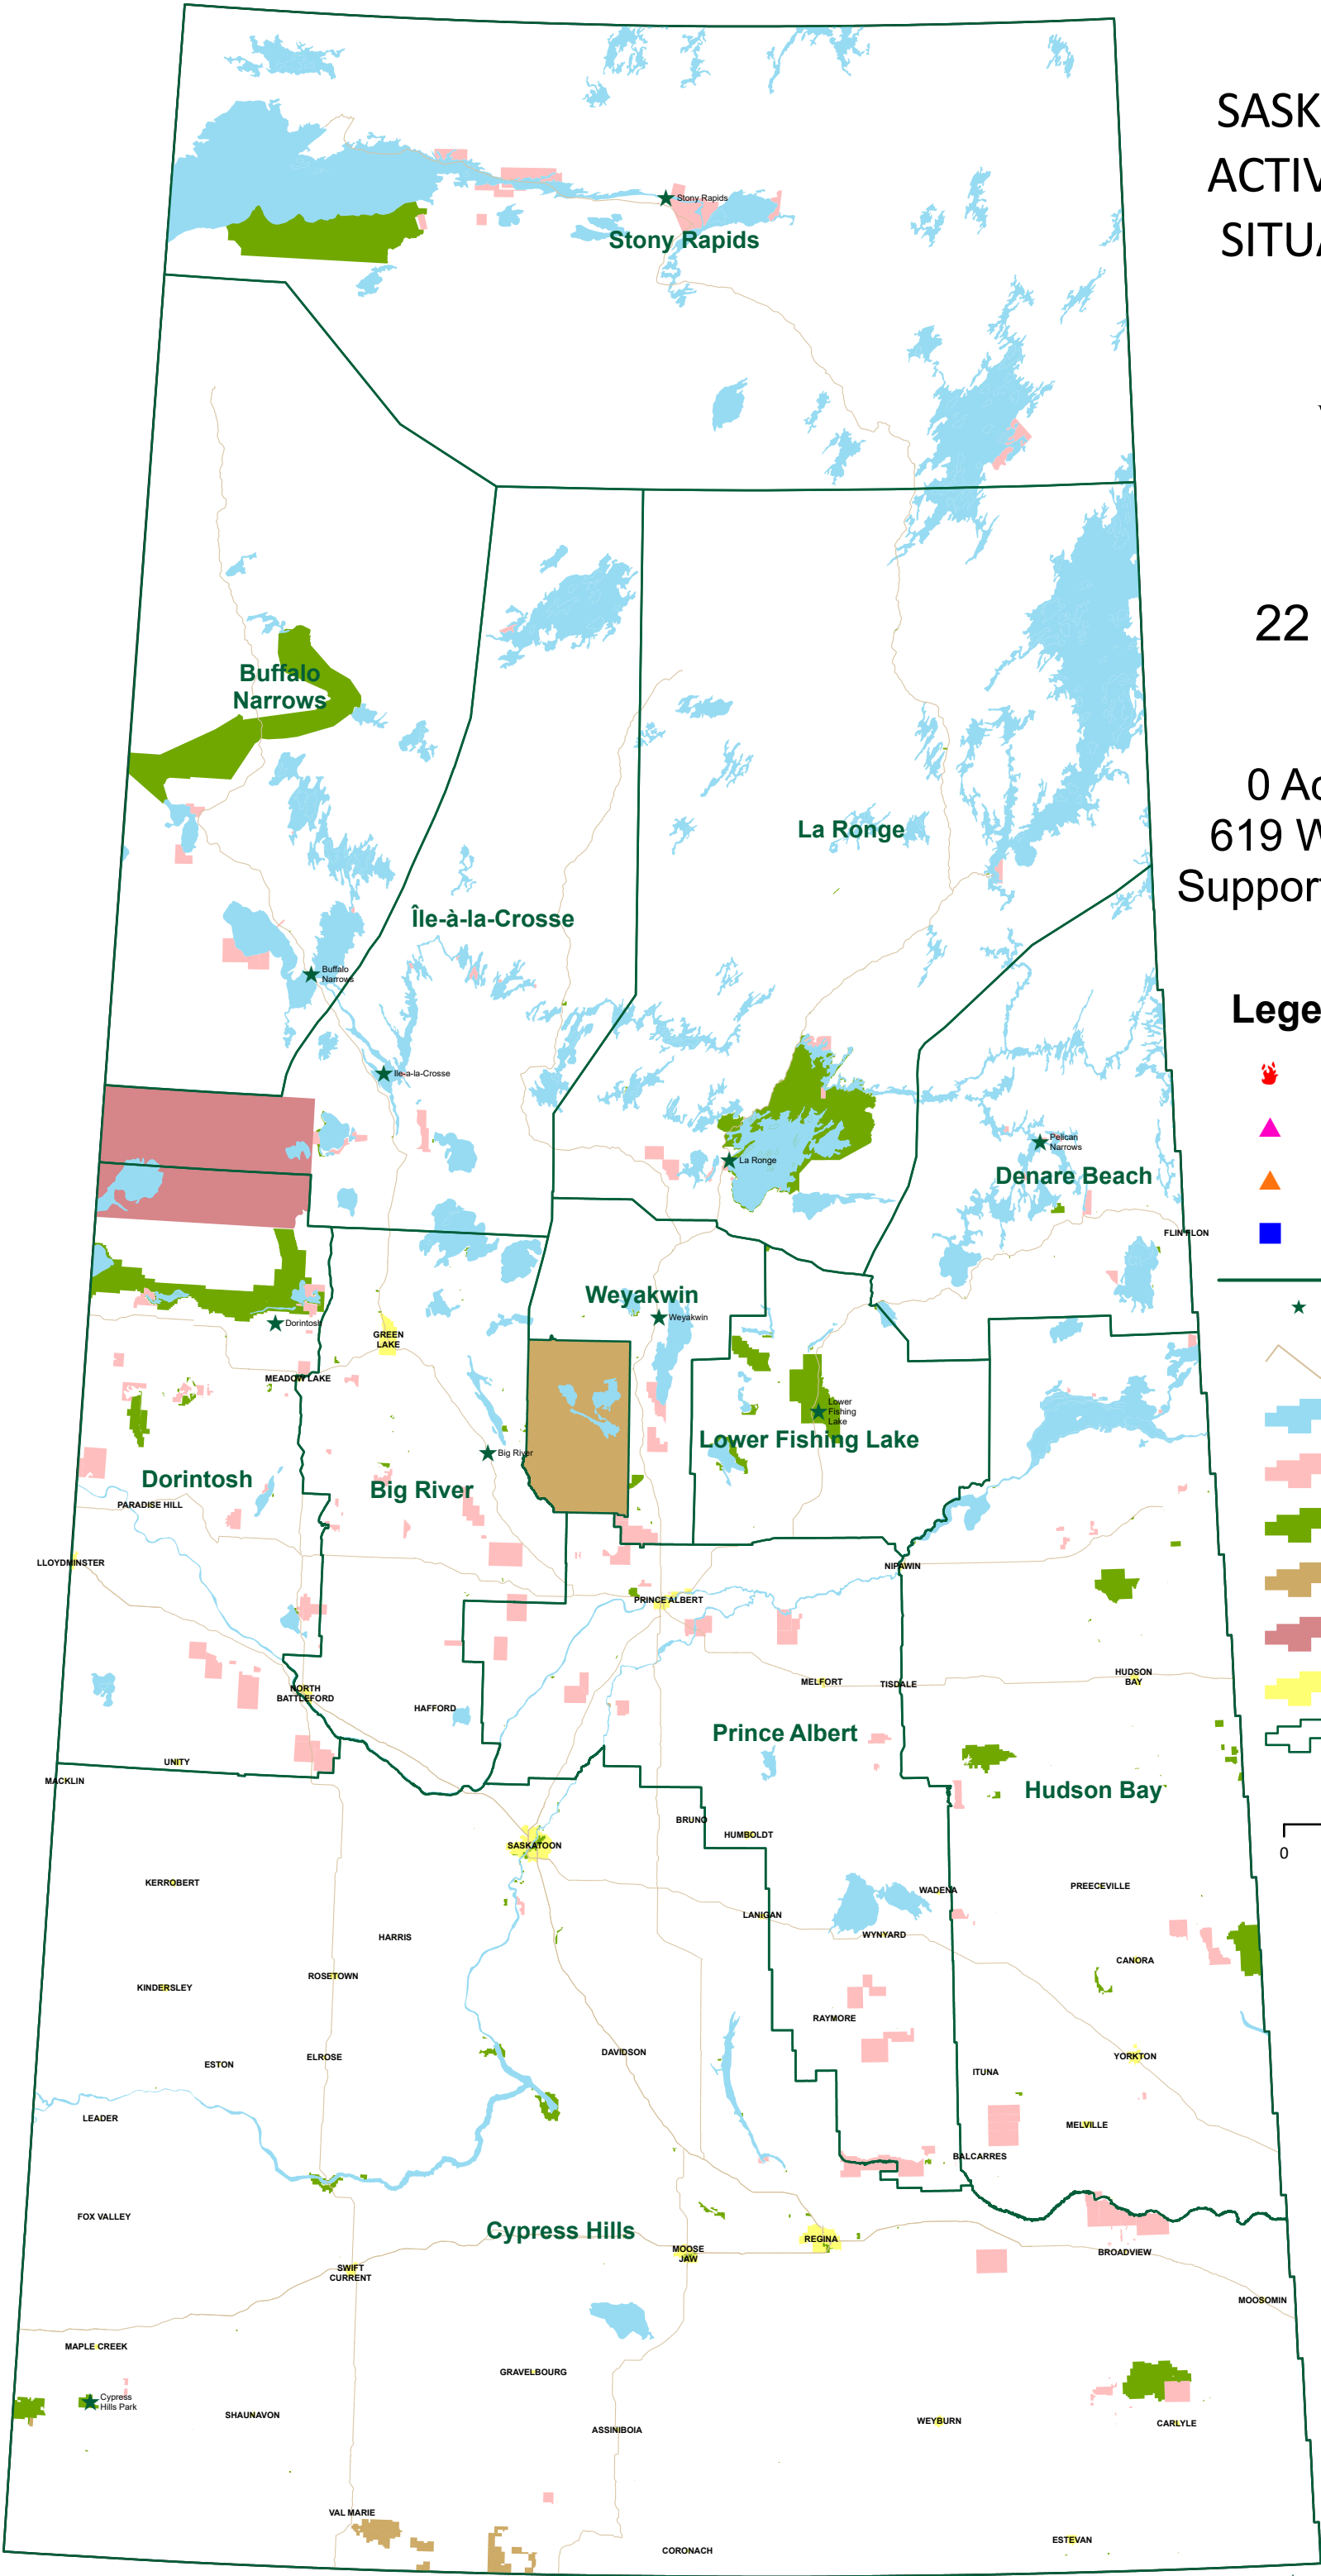 SASK
ACTIV
SITUA
Stony Rapids
Stony Rapids
22
Buffalo
Narrows
0 Ac
619 W
Support
La Ronge
Île-à-la-Crosse
Buffalo
Narrows
Lege
Ile-a-la-Crosse
Pelican
Narrows
La Ronge
Denare Beach
FLIN FLON
Weyakwin
Weyakwin
Dorintosh
GREEN
LAKE
MEADOW LAKE
Lower
Fishing
Lake
Lower Fishing Lake
Big River
Dorintosh
Big River
PARADISE HILL
LLOYDMINSTER
NIPAWIN
PRINCE ALBERT
MELFORT
TISDALE
HUDSON
BAY
NORTH
BATTLEFORD
HAFFORD
Prince Albert
UNITY
MACKLIN
Hudson Bay
BRUNO
HUMBOLDT
SASKATOON
0
KERROBERT
PREECEVILLE
WADENA
LANIGAN
WYNYARD
HARRIS
CANORA
ROSETOWN
KINDERSLEY
RAYMORE
DAVIDSON
YORKTON
ELROSE
ESTON
ITUNA
LEADER
MELVILLE
BALCARRES
FOX VALLEY
Cypress Hills
REGINA
MOOSE
JAW
BROADVIEW
SWIFT
CURRENT
MOOSOMIN
MAPLE CREEK
GRAVELBOURG
Cypress
Hills Park
SHAUNAVON
WEYBURN
CARLYLE
ASSINIBOIA
VAL MARIE
ESTEVAN
CORONACH